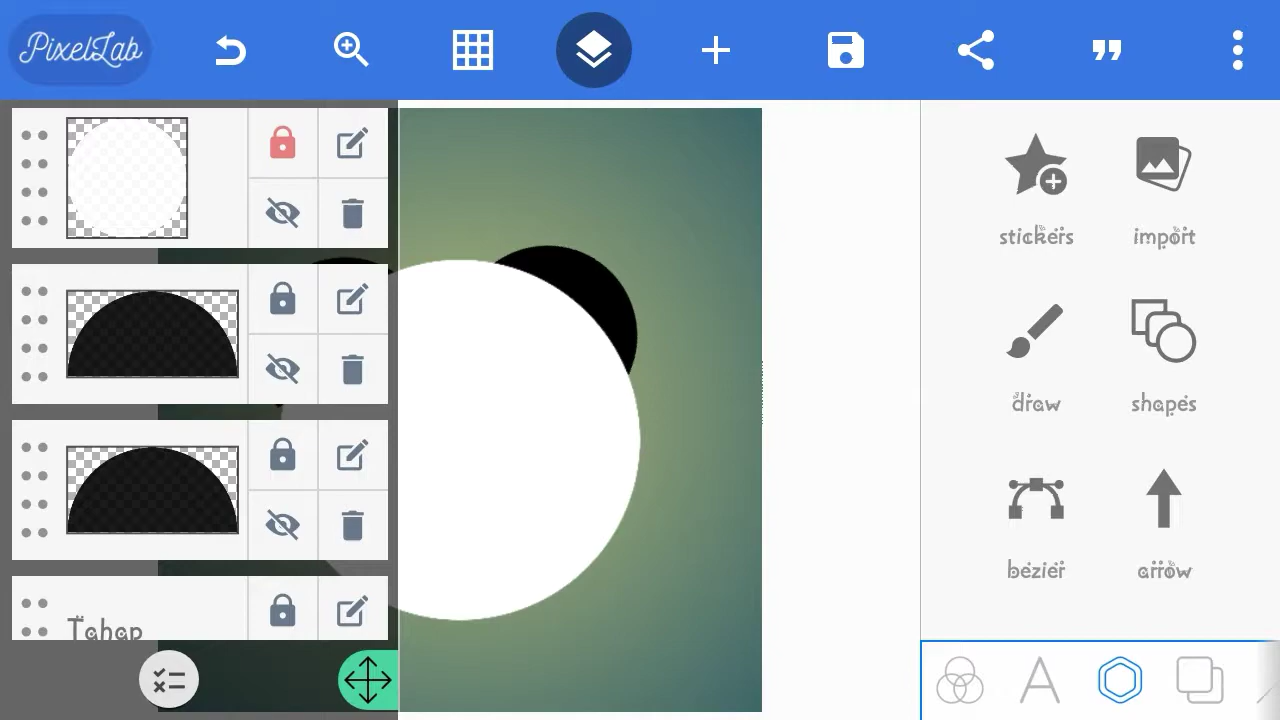 PixelLab
stickers
import
draw
shapes
bezier
arrow
Tahap